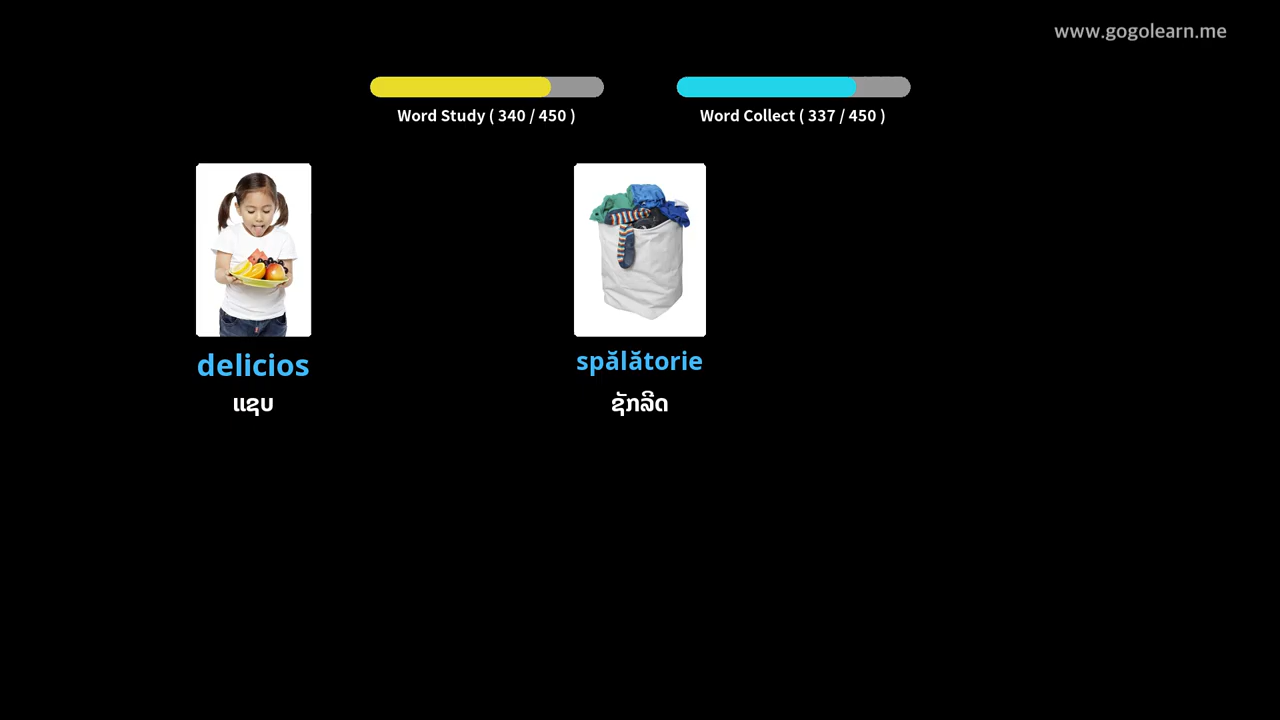 www.gogolearn.me
Word Study ( 340 / 450 )
Word Collect ( 337 / 450 )
delicios
ແຊບ
spălătorie
ຊັກລີດ